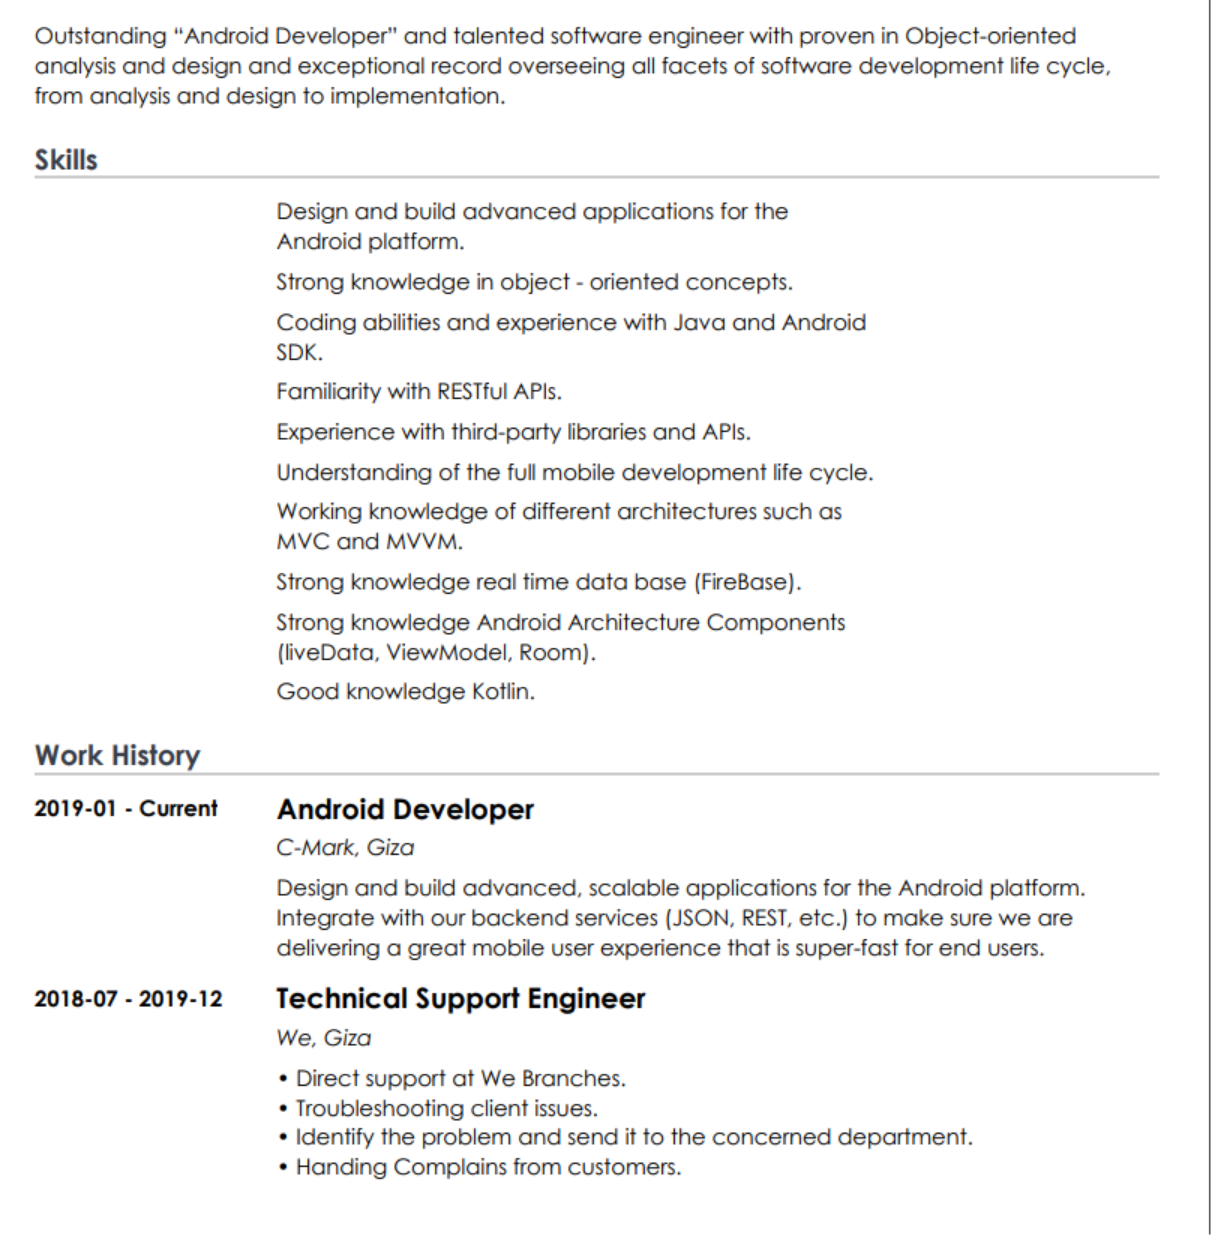 Outstanding “Android Developer” and talented software engineer with proven in Object-oriented
analysis and design and exceptional record overseeing all facets of software development life cycle,
from analysis and design to implementation.
Skills
Design and build advanced applications for the
Android platform.
Strong knowledge in object - oriented concepts.
Coding abilities and experience with Java and Android
SDK.
Familiarity with RESTful APIs.
Experience with third-party libraries and APIs.
Understanding of the full mobile development life cycle.
Working knowledge of different architectures such as
MVC and MVVM.
Strong knowledge real time data base (FireBase).
Strong knowledge Android Architecture Components
(liveData, ViewModel, Room).
Good knowledge Kotlin.
Work History
2019-01 - Current Android Developer
C-Mark, Giza
Design and build advanced, scalable applications for the Android platform.
Integrate with our backend services (JSON, REST, etc.) to make sure we are
delivering a great mobile user experience that is super-fast for end users.
2018-07 - 2019-12 Technical Support Engineer
We, Giza
• Direct support at We Branches.
• Troubleshooting client issues.
• Identify the problem and send it to the concerned department.
• Handing Complains from customers.